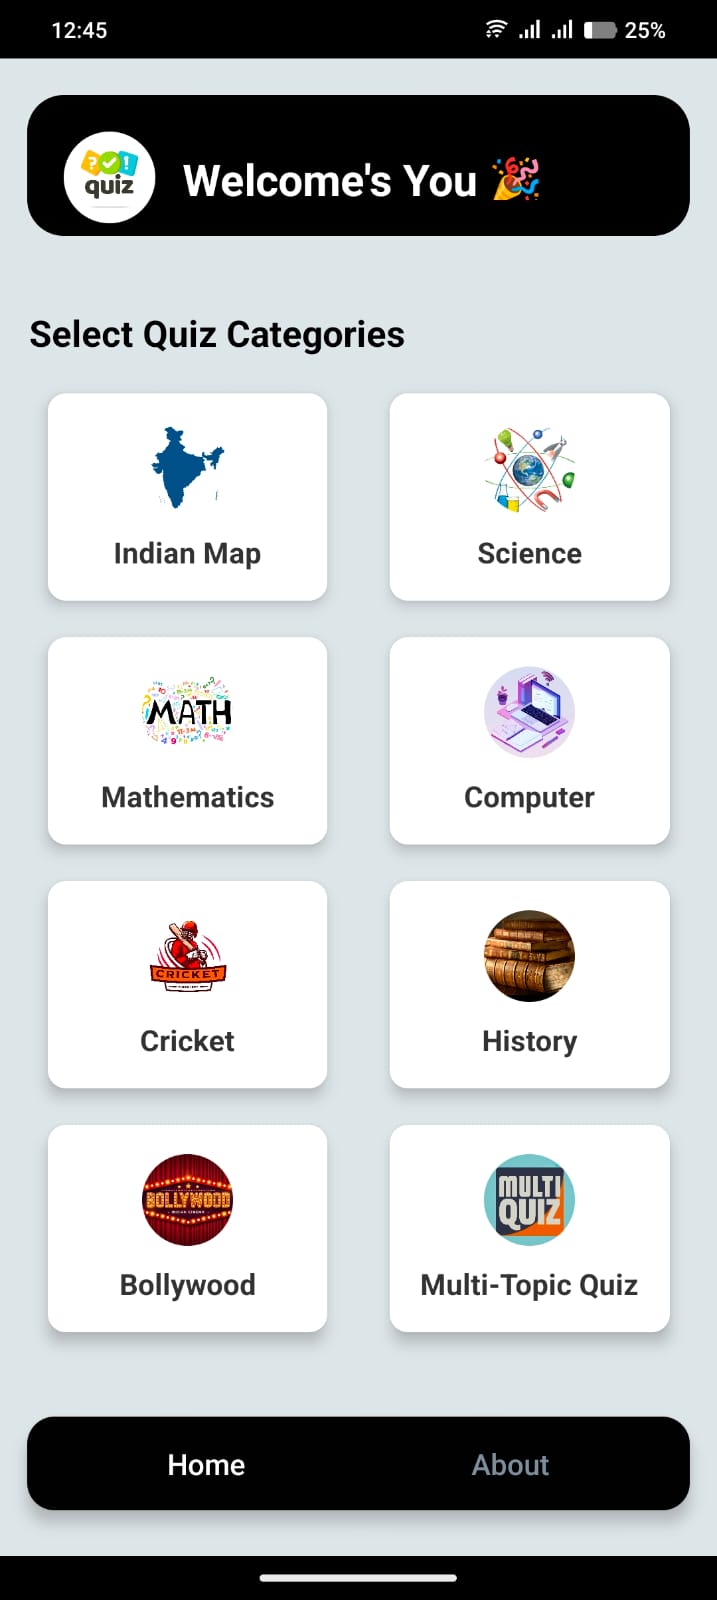 12:45
25%
? !
quiz
Welcome's You
Select Quiz Categories
Indian Map
Science
MATH
Mathematics
Computer
CRICKET
Cricket
History
BOLLYWOOD
Bollywood
MULTI
QUIZ
Multi-Topic Quiz
Home
About